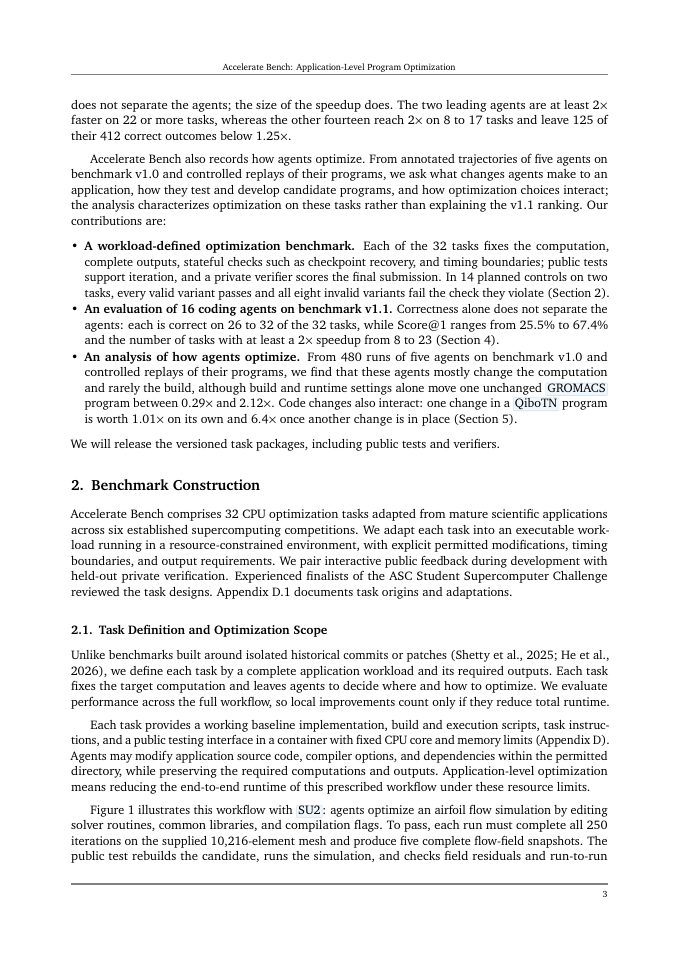 Accelerate Bench: Application-Level Program Optimization
does not separate the agents; the size of the speedup does. The two leading agents are at least 2×
faster on 22 or more tasks, whereas the other fourteen reach 2× on 8 to 17 tasks and leave 125 of
their 412 correct outcomes below 1.25×.
Accelerate Bench also records how agents optimize. From annotated trajectories of five agents on
benchmark v1.0 and controlled replays of their programs, we ask what changes agents make to an
application, how they test and develop candidate programs, and how optimization choices interact;
the analysis characterizes optimization on these tasks rather than explaining the v1.1 ranking. Our
contributions are:
• A workload-defined optimization benchmark. Each of the 32 tasks fixes the computation,
complete outputs, stateful checks such as checkpoint recovery, and timing boundaries; public tests
support iteration, and a private verifier scores the final submission. In 14 planned controls on two
tasks, every valid variant passes and all eight invalid variants fail the check they violate (Section 2).
• An evaluation of 16 coding agents on benchmark v1.1. Correctness alone does not separate the
agents: each is correct on 26 to 32 of the 32 tasks, while Score@1 ranges from 25.5% to 67.4%
and the number of tasks with at least a 2× speedup from 8 to 23 (Section 4).
• An analysis of how agents optimize. From 480 runs of five agents on benchmark v1.0 and
controlled replays of their programs, we find that these agents mostly change the computation
and rarely the build, although build and runtime settings alone move one unchanged GROMACS
program between 0.29× and 2.12×. Code changes also interact: one change in a QiboTN program
is worth 1.01× on its own and 6.4× once another change is in place (Section 5).
We will release the versioned task packages, including public tests and verifiers.
2. Benchmark Construction
Accelerate Bench comprises 32 CPU optimization tasks adapted from mature scientific applications
across six established supercomputing competitions. We adapt each task into an executable work-
load running in a resource-constrained environment, with explicit permitted modifications, timing
boundaries, and output requirements. We pair interactive public feedback during development with
held-out private verification. Experienced finalists of the ASC Student Supercomputer Challenge
reviewed the task designs. Appendix D.1 documents task origins and adaptations.
2.1. Task Definition and Optimization Scope
Unlike benchmarks built around isolated historical commits or patches (Shetty et al., 2025; He et al.,
2026), we define each task by a complete application workload and its required outputs. Each task
fixes the target computation and leaves agents to decide where and how to optimize. We evaluate
performance across the full workflow, so local improvements count only if they reduce total runtime.
Each task provides a working baseline implementation, build and execution scripts, task instruc-
tions, and a public testing interface in a container with fixed CPU core and memory limits (Appendix D).
Agents may modify application source code, compiler options, and dependencies within the permitted
directory, while preserving the required computations and outputs. Application-level optimization
means reducing the end-to-end runtime of this prescribed workflow under these resource limits.
Figure 1 illustrates this workflow with SU2: agents optimize an airfoil flow simulation by editing
solver routines, common libraries, and compilation flags. To pass, each run must complete all 250
iterations on the supplied 10,216-element mesh and produce five complete flow-field snapshots. The
public test rebuilds the candidate, runs the simulation, and checks field residuals and run-to-run
3